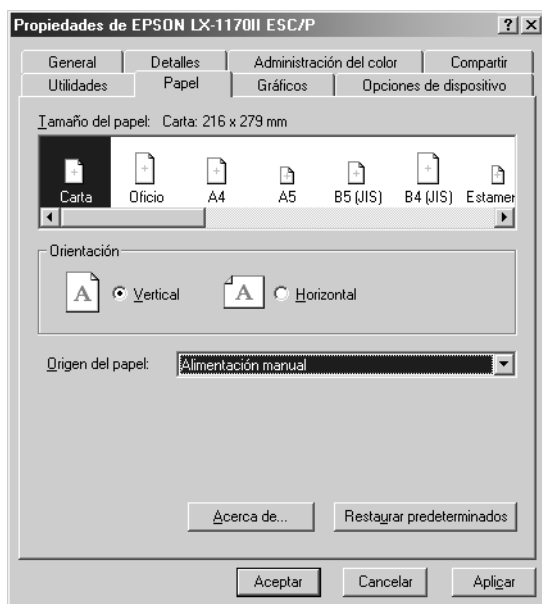 Propiedades de EPSON LX-1170II ESC/P
General Detalles Administración del color Compartir
Utilidades Papel Gráficos Opciones de dispositivo
Tamaño del papel: Carta: 216 x 279 mm
Carta Oficio A4 A5 B5 (JIS) B4 (JIS) Estamen
Orientación
A Vertical A Horizontal
Origen del papel: Alimentación manual
Acerca de... Restaurar predeterminados
Aceptar Cancelar Aplicar